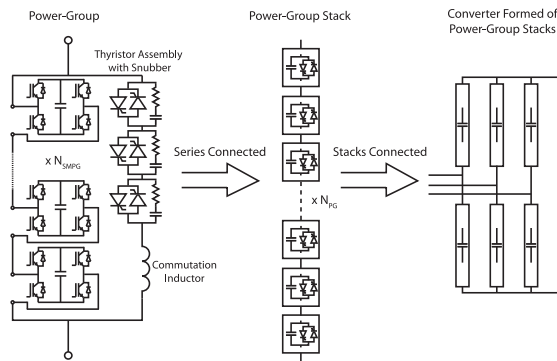 Power-Group
Power-Group Stack
Converter Formed of
Power-Group Stacks
Thyristor Assembly
with Snubber
x N_SMPG
Series Connected
Stacks Connected
x N_PG
Commutation
Inductor